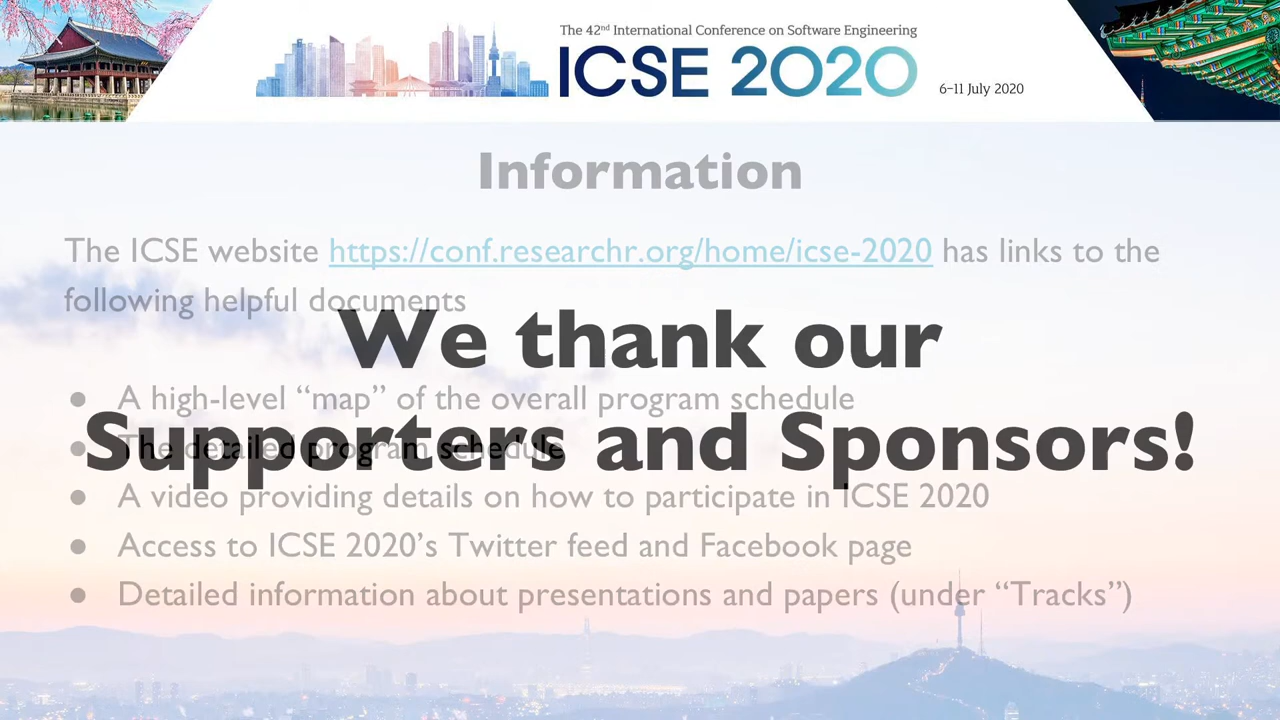 The 42nd International Conference on Software Engineering
ICSE 2020
6-11 July 2020
Information
The ICSE website https://conf.researchr.org/home/icse-2020 has links to the
following helpful documents
We thank our
● A high-level “map” of the overall program schedule
Supporters and Sponsors!
● The detailed program schedule
● A video providing details on how to participate in ICSE 2020
● Access to ICSE 2020’s Twitter feed and Facebook page
● Detailed information about presentations and papers (under “Tracks”)